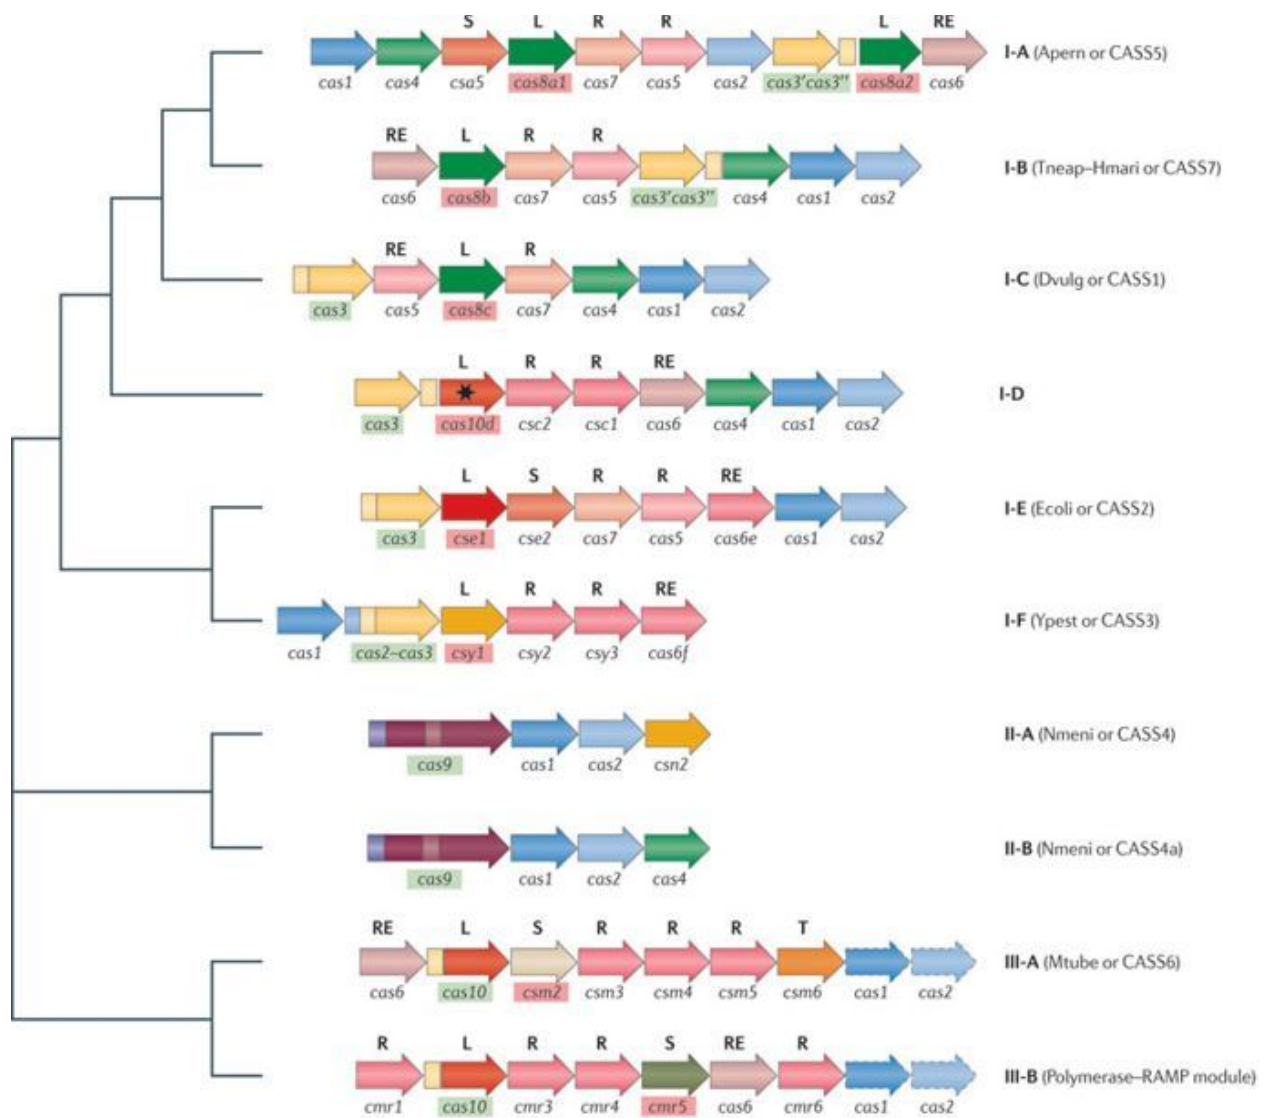 S L R R L RE
I-A (Apern or CASS5)
cas1 cas4 csa5 cas8a1 cas7 cas5 cas2 cas3′cas3″ cas8a2 cas6
RE L R R
I-B (Tneap–Hmari or CASS7)
cas6 cas8b cas7 cas5 cas3′cas3″ cas4 cas1 cas2
RE L R
I-C (Dvulg or CASS1)
cas3 cas5 cas8c cas7 cas4 cas1 cas2
L R R RE
I-D
cas3 cas10d csc2 csc1 cas6 cas4 cas1 cas2
L S R R RE
I-E (Ecoli or CASS2)
cas3 cse1 cse2 cas7 cas5 cas6e cas1 cas2
L R R RE
I-F (Ypest or CASS3)
cas1 cas2–cas3 csy1 csy2 csy3 cas6f
II-A (Nmeni or CASS4)
cas9 cas1 cas2 csn2
II-B (Nmeni or CASS4a)
cas9 cas1 cas2 cas4
RE L S R R R T
III-A (Mtube or CASS6)
cas6 cas10 csm2 csm3 csm4 csm5 csm6 cas1 cas2
R L R R S RE R
III-B (Polymerase–RAMP module)
cmr1 cas10 cmr3 cmr4 cmr5 cas6 cmr6 cas1 cas2